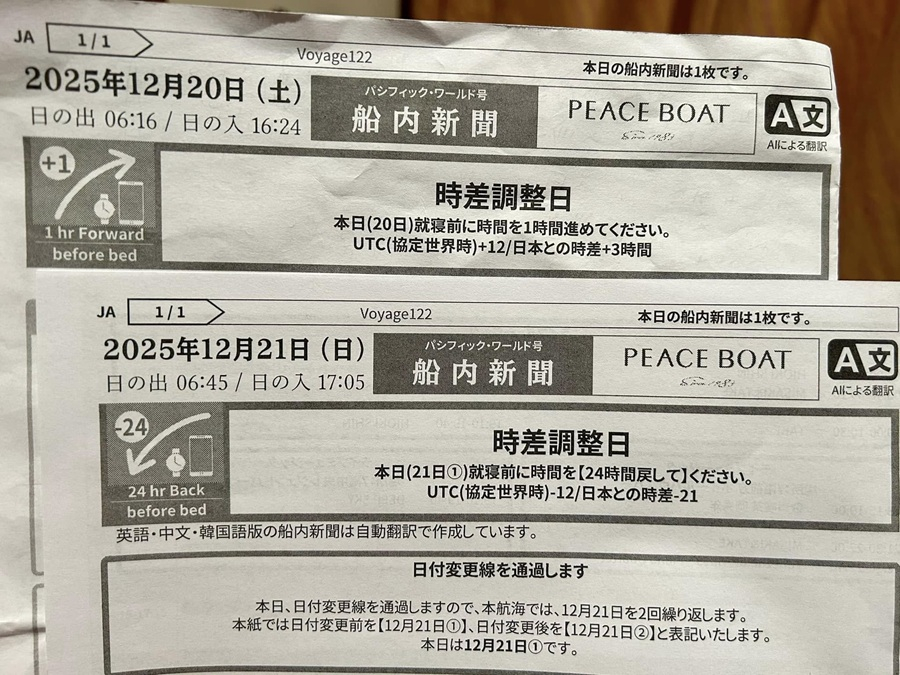 JA 1/1
Voyage122
本日の船内新聞は1枚です。
2025年12月20日（土）
日の出 06:16 / 日の入 16:24
パシフィック・ワールド号
船内新聞
PEACE BOAT
Since 1983
A文
AIによる翻訳
+1
1 hr Forward
before bed
時差調整日
本日(20日)就寝前に時間を1時間進めてください。
UTC(協定世界時)+12/日本との時差+3時間
JA 1/1
Voyage122
本日の船内新聞は1枚です。
2025年12月21日（日）
日の出 06:45 / 日の入 17:05
パシフィック・ワールド号
船内新聞
PEACE BOAT
Since 1983
A文
AIによる翻訳
-24
24 hr Back
before bed
時差調整日
本日(21日①)就寝前に時間を【24時間戻して】ください。
UTC(協定世界時)-12/日本との時差-21
英語・中文・韓国語版の船内新聞は自動翻訳で作成しています。
日付変更線を通過します
本日、日付変更線を通過しますので、本航海では、12月21日を2回繰り返します。
本紙では日付変更前を【12月21日①】、日付変更後を【12月21日②】と表記いたします。
本日は12月21日①です。